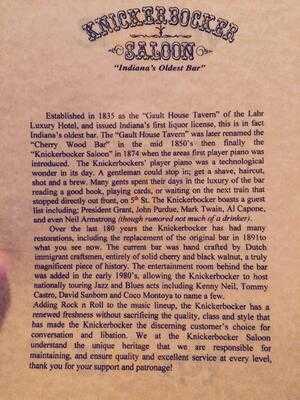 KNICKERBOCKER
SALOON
"Indiana's Oldest Bar"
Established in 1835 as the "Gault House Tavern" of the Lahr
Luxury Hotel, and issued Indiana's first liquor license, this is in fact
Indiana's oldest bar. The "Gault House Tavern" was later renamed the
"Cherry Wood Bar" in the mid 1850's then finally the
"Knickerbocker Saloon" in 1874 when the areas first player piano was
introduced. The Knickerbockers' player piano was a technological
wonder in its day. A gentleman could stop in; get a shave, haircut,
shot and a brew. Many gents spent their days in the luxury of the bar
reading a good book, playing cards, or waiting on the next train that
stopped directly out front, on 5th St. The Knickerbocker boasts a guest
list including; President Grant, John Purdue, Mark Twain, Al Capone,
and even Neil Armstrong (though rumored not much of a drinker).
Over the last 180 years the Knickerbocker has had many
restorations, including the replacement of the original bar in 1891to
what you see now. The current bar was hand crafted by Dutch
immigrant craftsmen, entirely of solid cherry and black walnut, a truly
magnificent piece of history. The entertainment room behind the bar
was added in the early 1980's, allowing the Knickerbocker to host
nationally touring Jazz and Blues acts including Kenny Neil, Tommy
Castro, David Sanborn and Coco Montoya to name a few.
Adding Rock n Roll to the music lineup, the Knickerbocker has a
renewed freshness without sacrificing the quality, class and style that
has made the Knickerbocker the discerning customer's choice for
conversation and libation. We at the Knickerbocker Saloon
understand the unique heritage that we are responsible for
maintaining, and ensure quality and excellent service at every level,
thank you for your support and patronage!